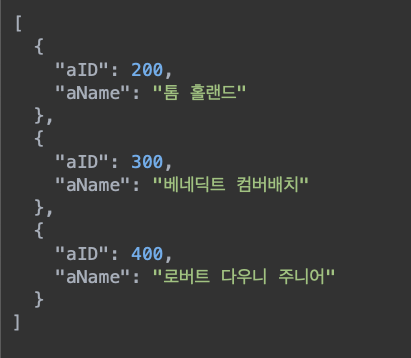 [
  {
    "aID": 200,
    "aName": "톰 홀랜드"
  },
  {
    "aID": 300,
    "aName": "베네딕트 컴버배치"
  },
  {
    "aID": 400,
    "aName": "로버트 다우니 주니어"
  }
]